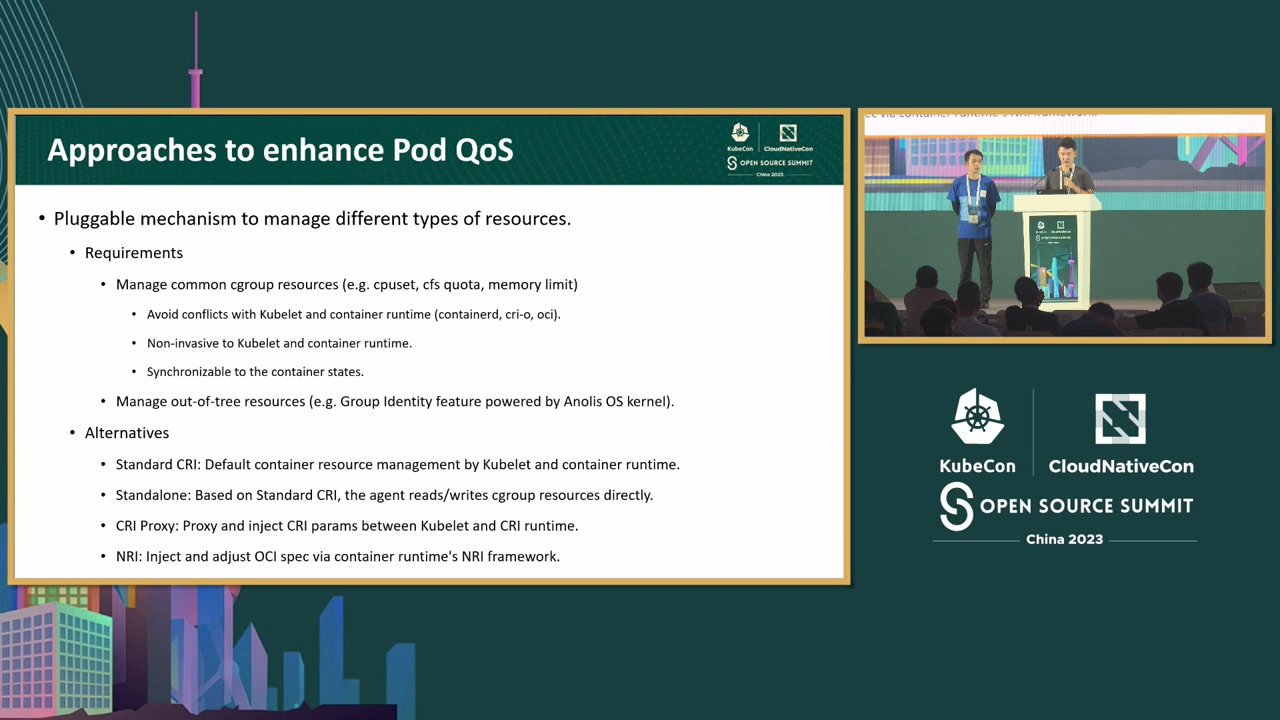 Approaches to enhance Pod QoS
KubeCon
CloudNativeCon
OPEN SOURCE SUMMIT
China 2023
• Pluggable mechanism to manage different types of resources.
• Requirements
• Manage common cgroup resources (e.g. cpuset, cfs quota, memory limit)
• Avoid conflicts with Kubelet and container runtime (containerd, cri-o, oci).
• Non-invasive to Kubelet and container runtime.
• Synchronizable to the container states.
• Manage out-of-tree resources (e.g. Group Identity feature powered by Anolis OS kernel).
• Alternatives
• Standard CRI: Default container resource management by Kubelet and container runtime.
• Standalone: Based on Standard CRI, the agent reads/writes cgroup resources directly.
• CRI Proxy: Proxy and inject CRI params between Kubelet and CRI runtime.
• NRI: Inject and adjust OCI spec via container runtime's NRI framework.
KubeCon
CloudNativeCon
OPEN SOURCE SUMMIT
China 2023